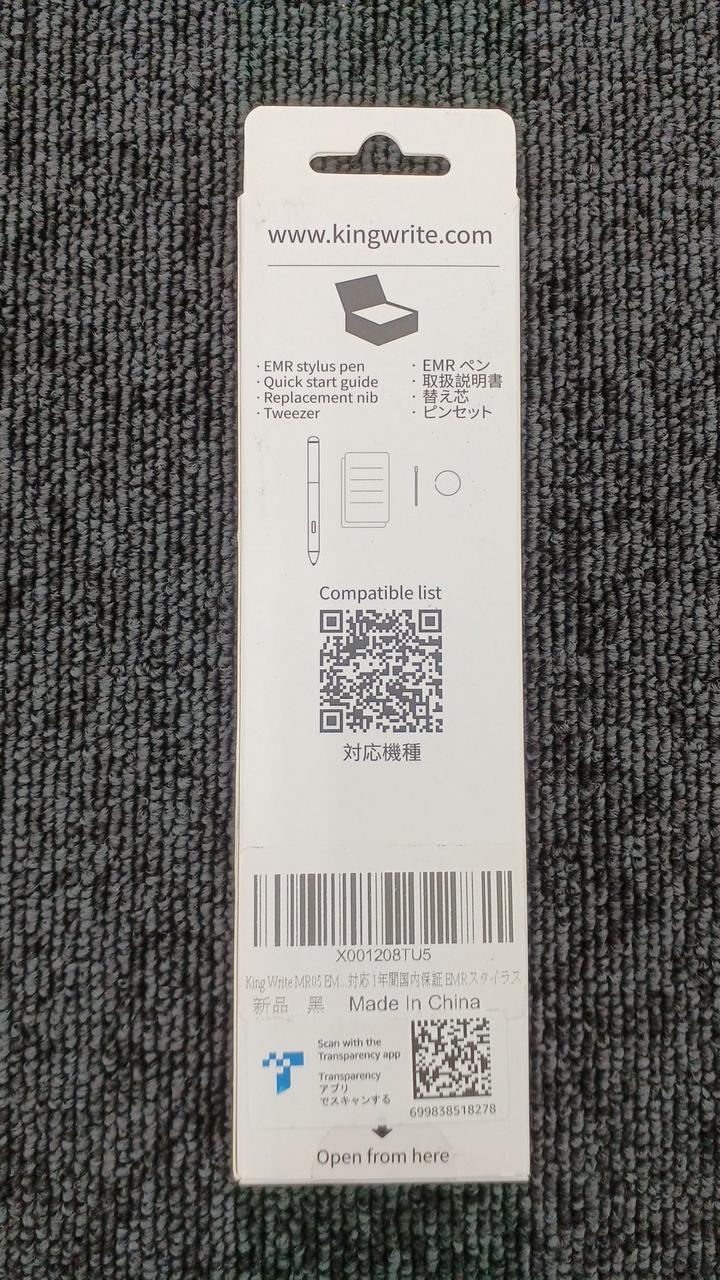 www.kingwrite.com
· EMR stylus pen
· Quick start guide
· Replacement nib
· Tweezer
· EMR ペン
· 取扱説明書
· 替え芯
· ピンセット
Compatible list
対応機種
X001208TU5
King Write MR05 EM...対応 1年間国内保証 EMRスタイラス
新品 黑 Made In China
Scan with the
Transparency app
Transparency
アプリ
でスキャンする
699838518278
Open from here